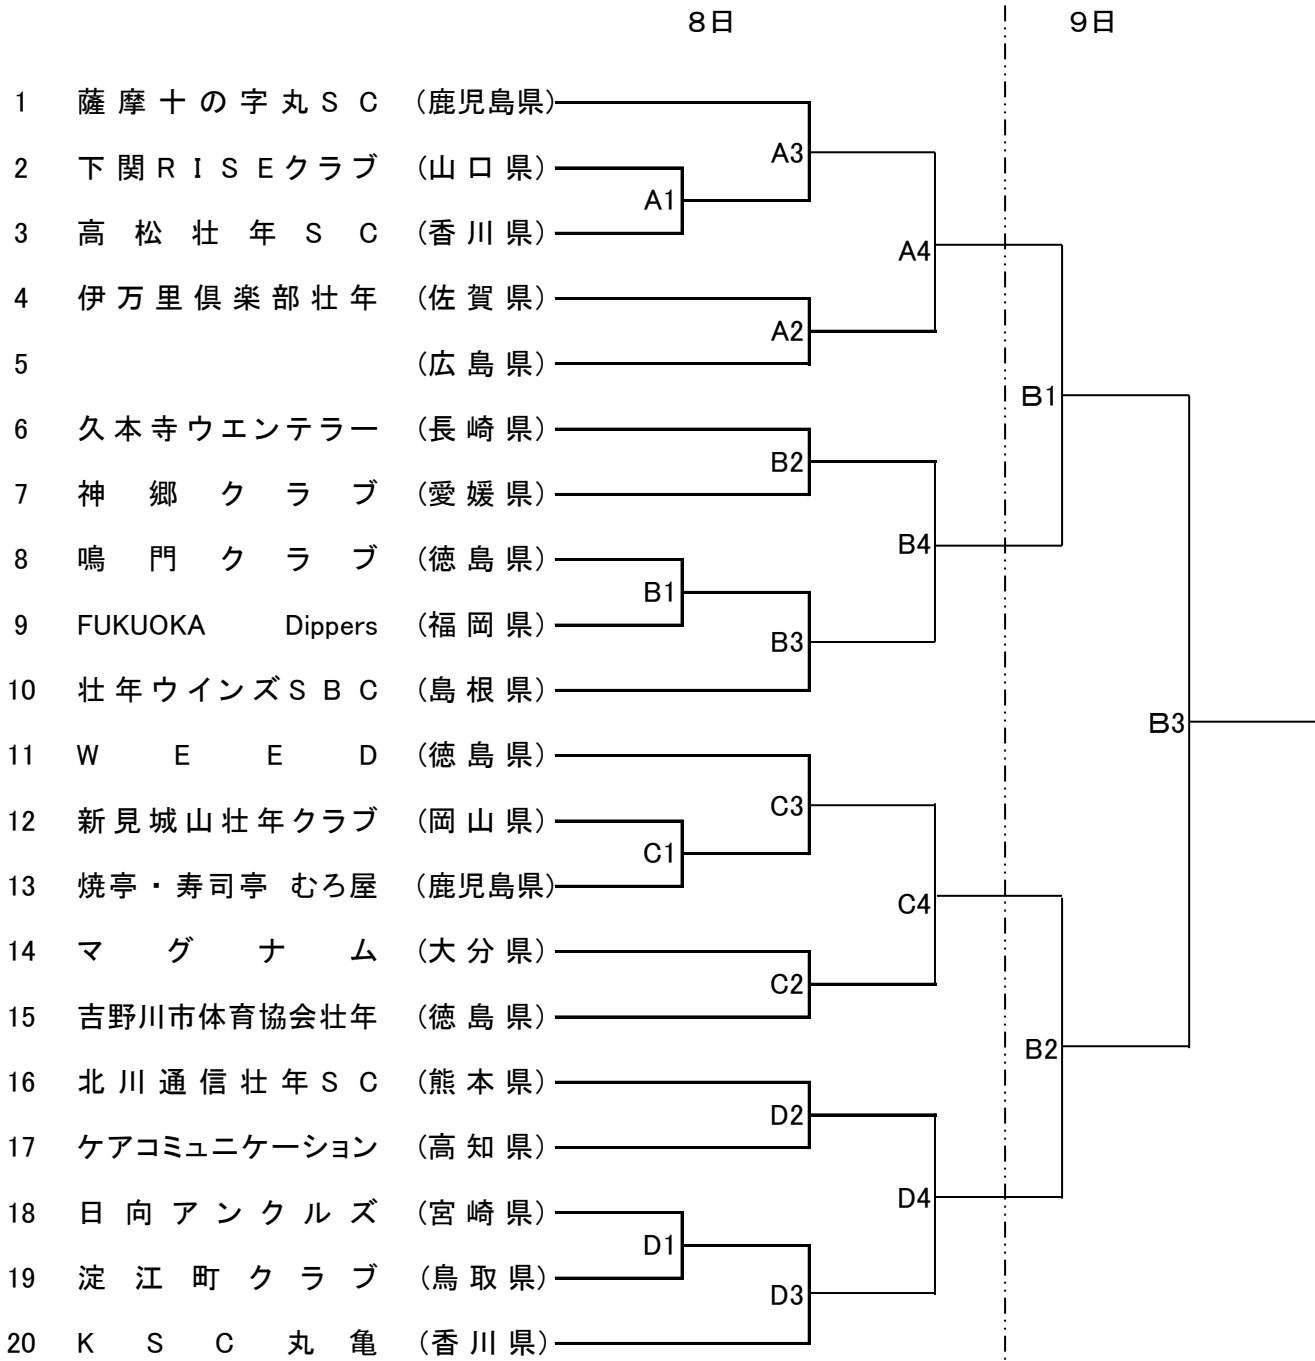 8日 9日
1 薩摩十の字丸SC (鹿児島県)
A3
2 下関RISEクラブ (山口県)
A1
3 高松壮年SC (香川県)
A4
4 伊万里倶楽部壮年 (佐賀県)
A2
5 (広島県)
B1
6 久本寺ウエンテラー (長崎県)
B2
7 神郷クラブ (愛媛県)
B4
8 鳴門クラブ (徳島県)
B1
9 FUKUOKA Dippers (福岡県)
B3
10 壮年ウインズSBC (島根県)
B3
11 WEED (徳島県)
C3
12 新見城山壮年クラブ (岡山県)
C1
13 焼亭・寿司亭 むろ屋 (鹿児島県)
C4
14 マグナム (大分県)
C2
15 吉野川市体育協会壮年 (徳島県)
B2
16 北川通信壮年SC (熊本県)
D2
17 ケアコミュニケーション (高知県)
D4
18 日向アンクルズ (宮崎県)
D1
19 淀江町クラブ (鳥取県)
D3
20 KSC丸亀 (香川県)